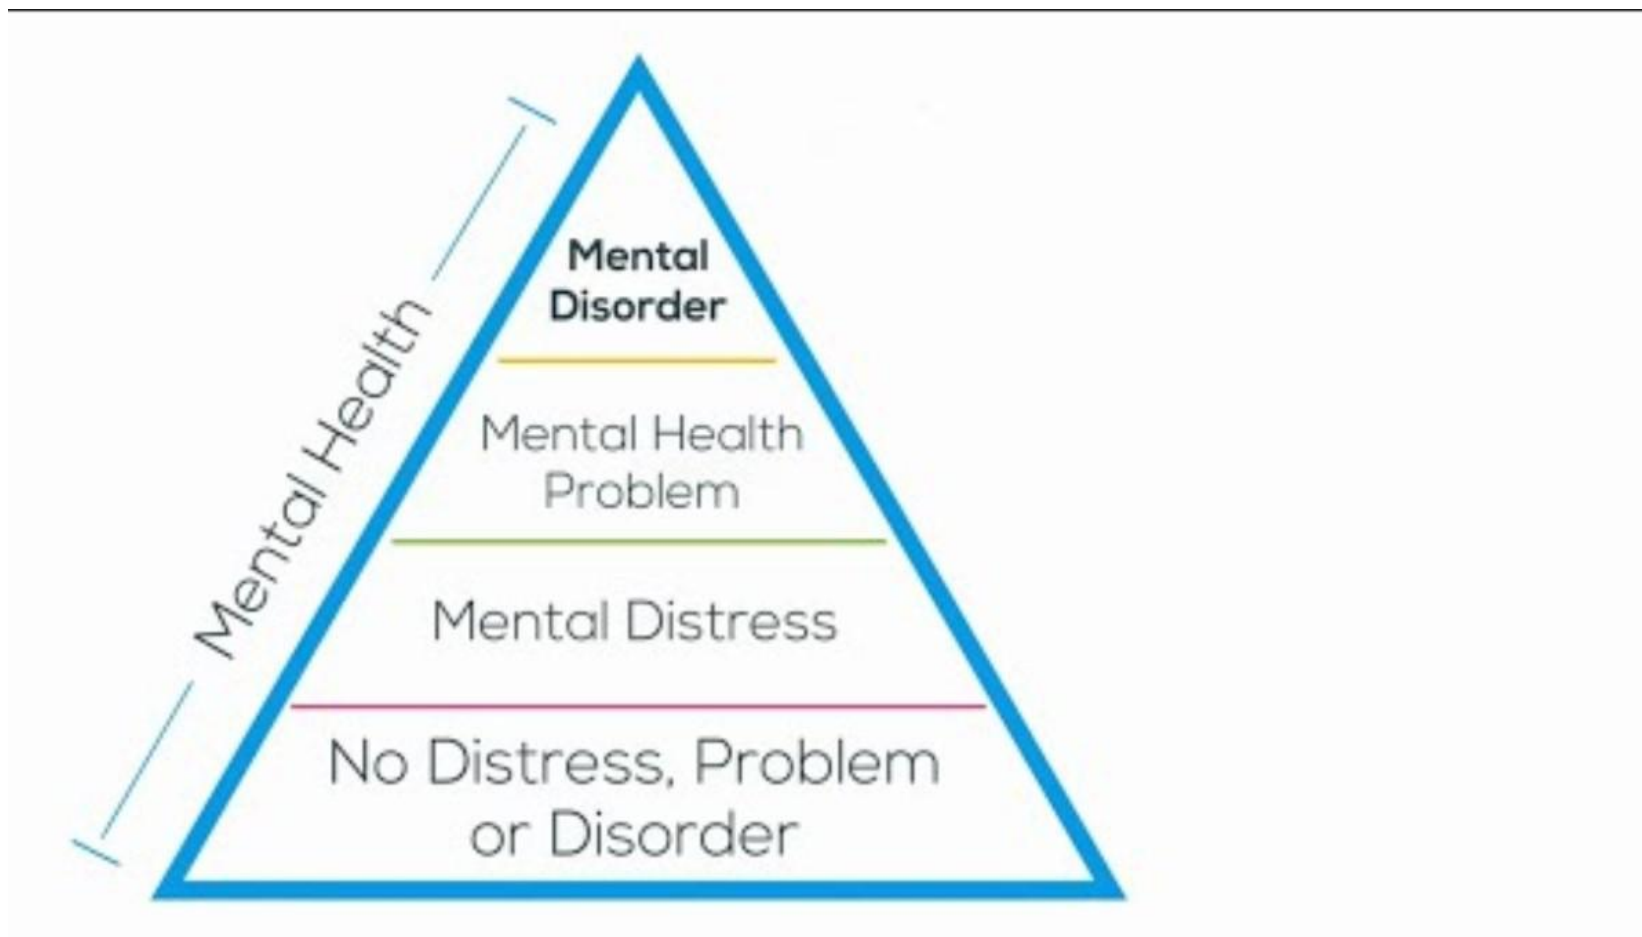 Mental
Disorder
Mental Health
Problem
Mental Distress
No Distress, Problem
or Disorder
Mental Health